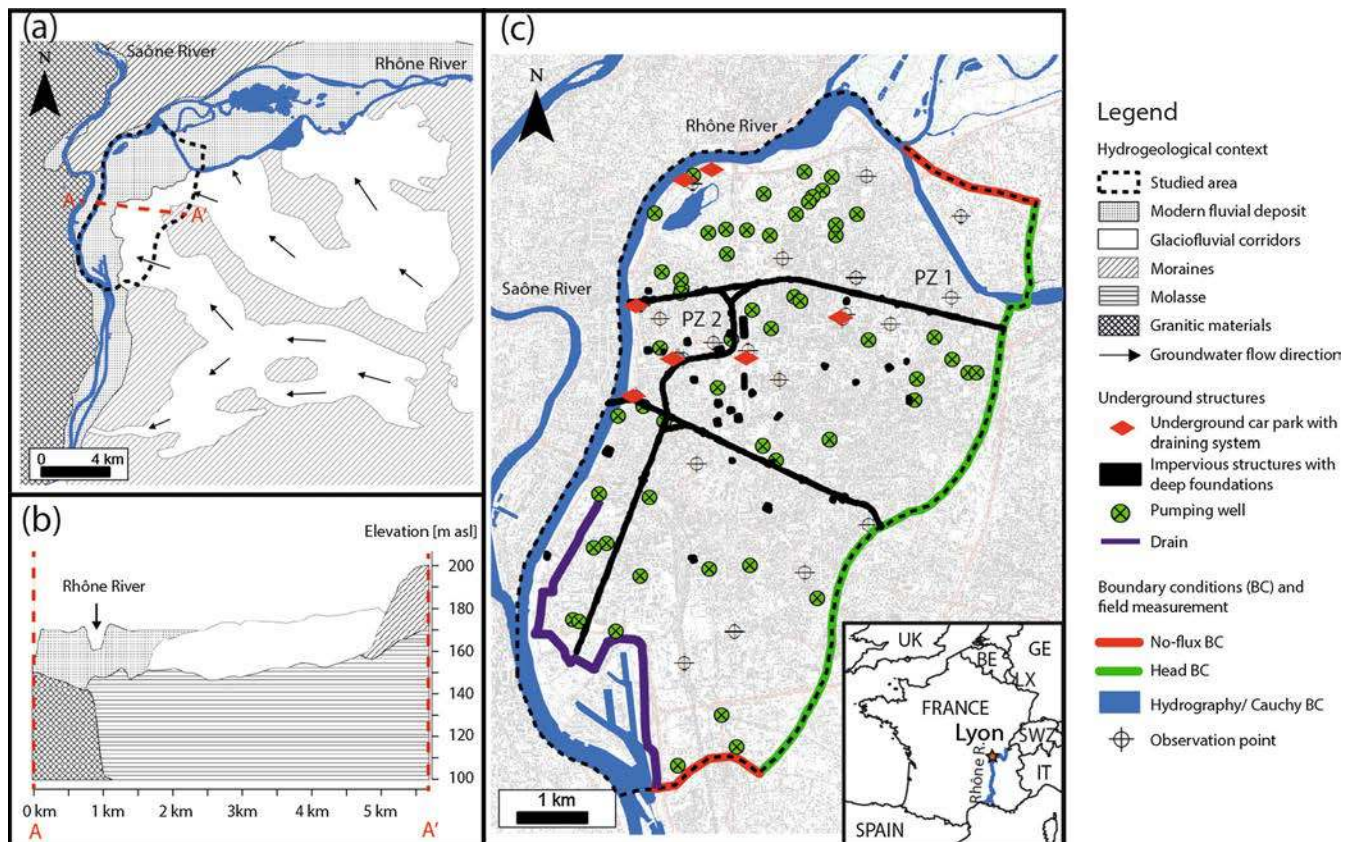 (a)
Saône River
Rhône River
N
A
A'
0 4 km
(b)
Elevation [m asl]
Rhône River
200
180
160
140
120
100
0 km 1 km 2 km 3km 4 km 5 km
A A'
(c)
N
Rhône River
Saône River
PZ 1
PZ 2
1 km
UK
GE
BE
LX
FRANCE
Lyon
SWZ
Rhône R.
IT
SPAIN
Legend
Hydrogeological context
Studied area
Modern fluvial deposit
Glaciofluvial corridors
Moraines
Molasse
Granitic materials
Groundwater flow direction
Underground structures
Underground car park with
draining system
Impervious structures with
deep foundations
Pumping well
Drain
Boundary conditions (BC) and
field measurement
No-flux BC
Head BC
Hydrography/ Cauchy BC
Observation point